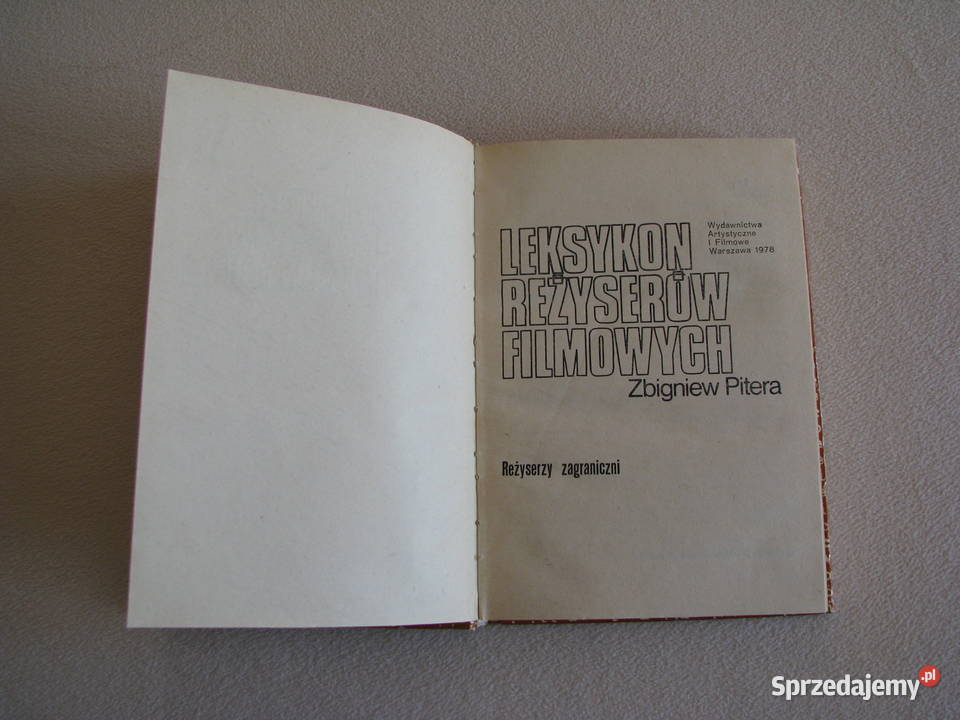 LEKSYKON
REŻYSERÓW
FILMOWYCH
Wydawnictwa
Artystyczne
i Filmowe
Warszawa 1978
Zbigniew Pitera
Reżyserzy zagraniczni
Sprzedajemy.pl